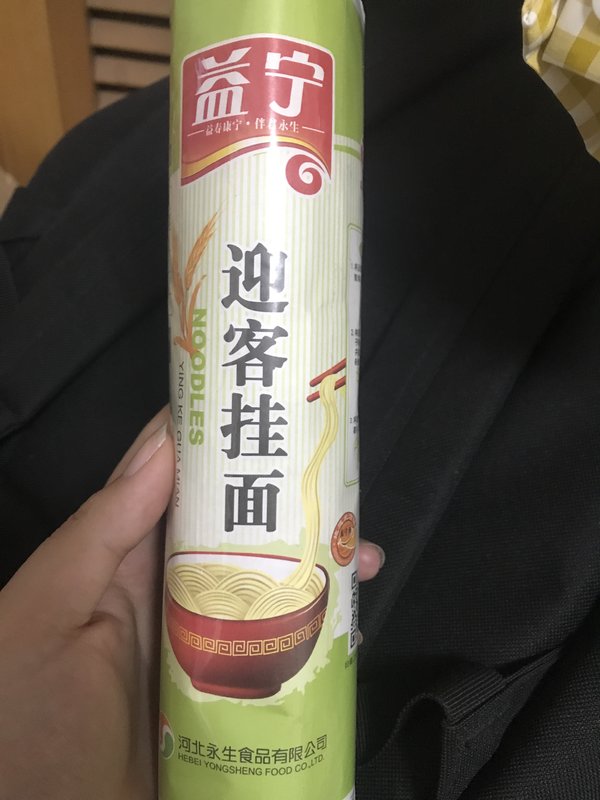 益宁
益寿康宁·伴君永生
迎客挂面
NOODLES
YING KE GUA MIAN
河北永生食品有限公司
HEBEI YONGSHENG FOOD CO.,LTD.